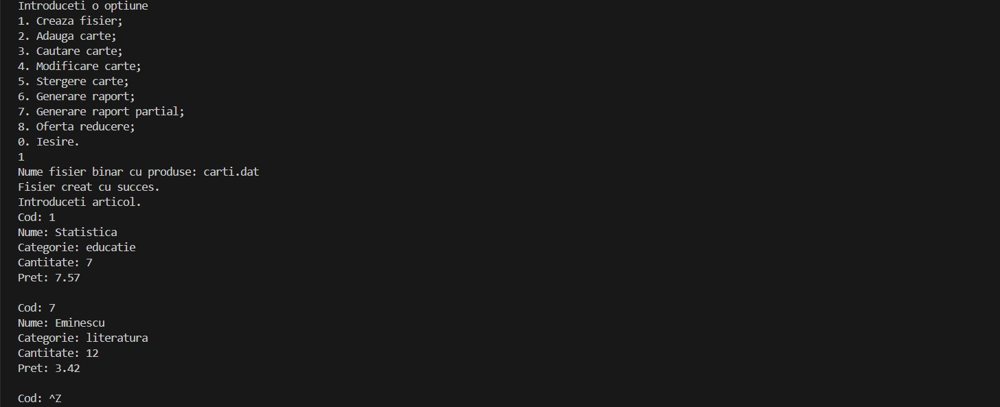 Introduceti o optiune
1. Creaza fisier;
2. Adauga carte;
3. Cautare carte;
4. Modificare carte;
5. Stergere carte;
6. Generare raport;
7. Generare raport partial;
8. Oferta reducere;
0. Iesire.
1
Nume fisier binar cu produse: carti.dat
Fisier creat cu succes.
Introduceti articol.
Cod: 1
Nume: Statistica
Categorie: educatie
Cantitate: 7
Pret: 7.57
Cod: 7
Nume: Eminescu
Categorie: literatura
Cantitate: 12
Pret: 3.42
Cod: ^Z